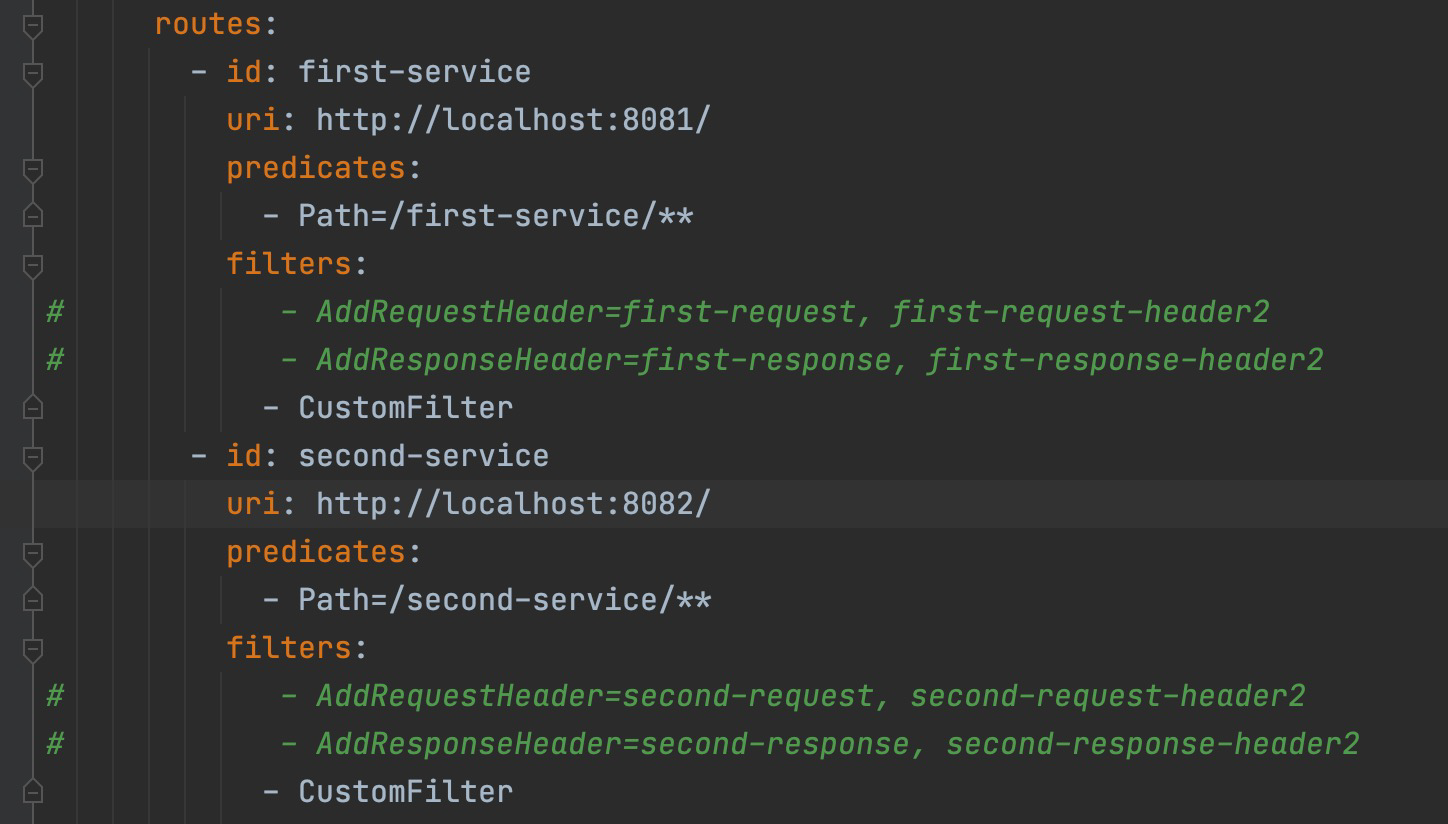 routes:
- id: first-service
uri: http://localhost:8081/
predicates:
- Path=/first-service/**
filters:
# - AddRequestHeader=first-request, first-request-header2
# - AddResponseHeader=first-response, first-response-header2
- CustomFilter
- id: second-service
uri: http://localhost:8082/
predicates:
- Path=/second-service/**
filters:
# - AddRequestHeader=second-request, second-request-header2
# - AddResponseHeader=second-response, second-response-header2
- CustomFilter